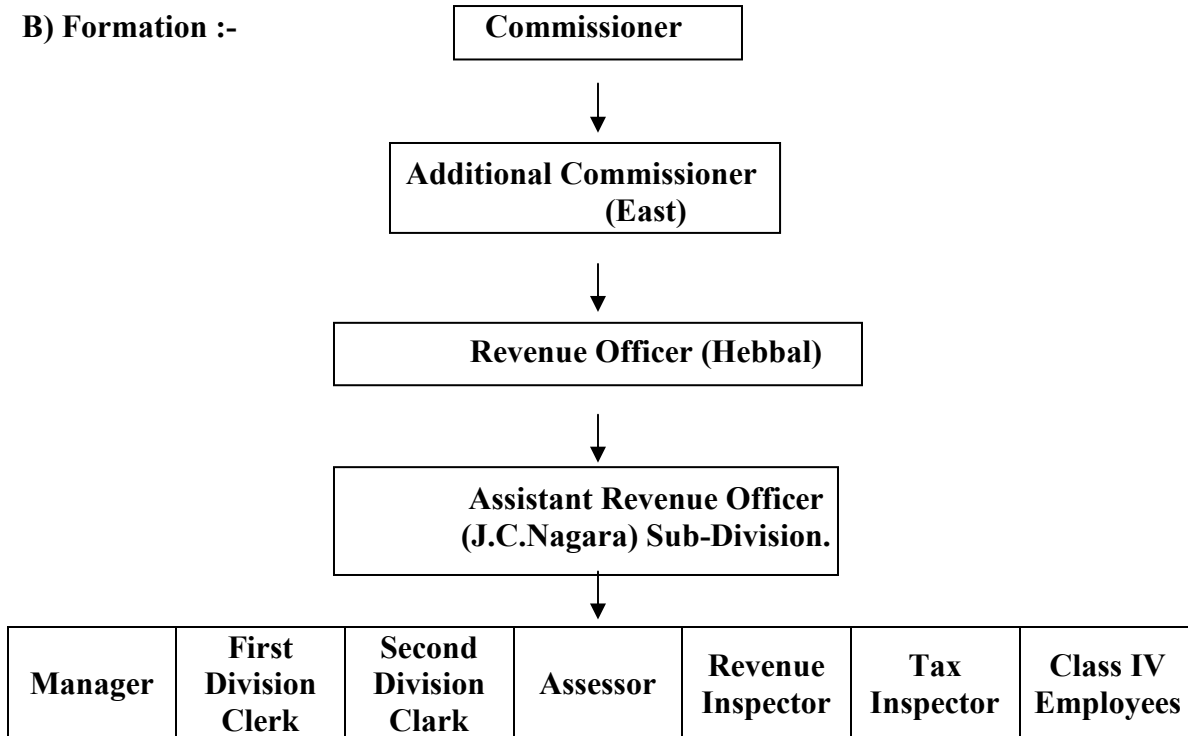 B) Formation :-
Commissioner
Additional Commissioner
(East)
Revenue Officer (Hebbal)
Assistant Revenue Officer
(J.C.Nagara) Sub-Division.
Manager
First
Division
Clerk
Second
Division
Clark
Assessor
Revenue
Inspector
Tax
Inspector
Class IV
Employees